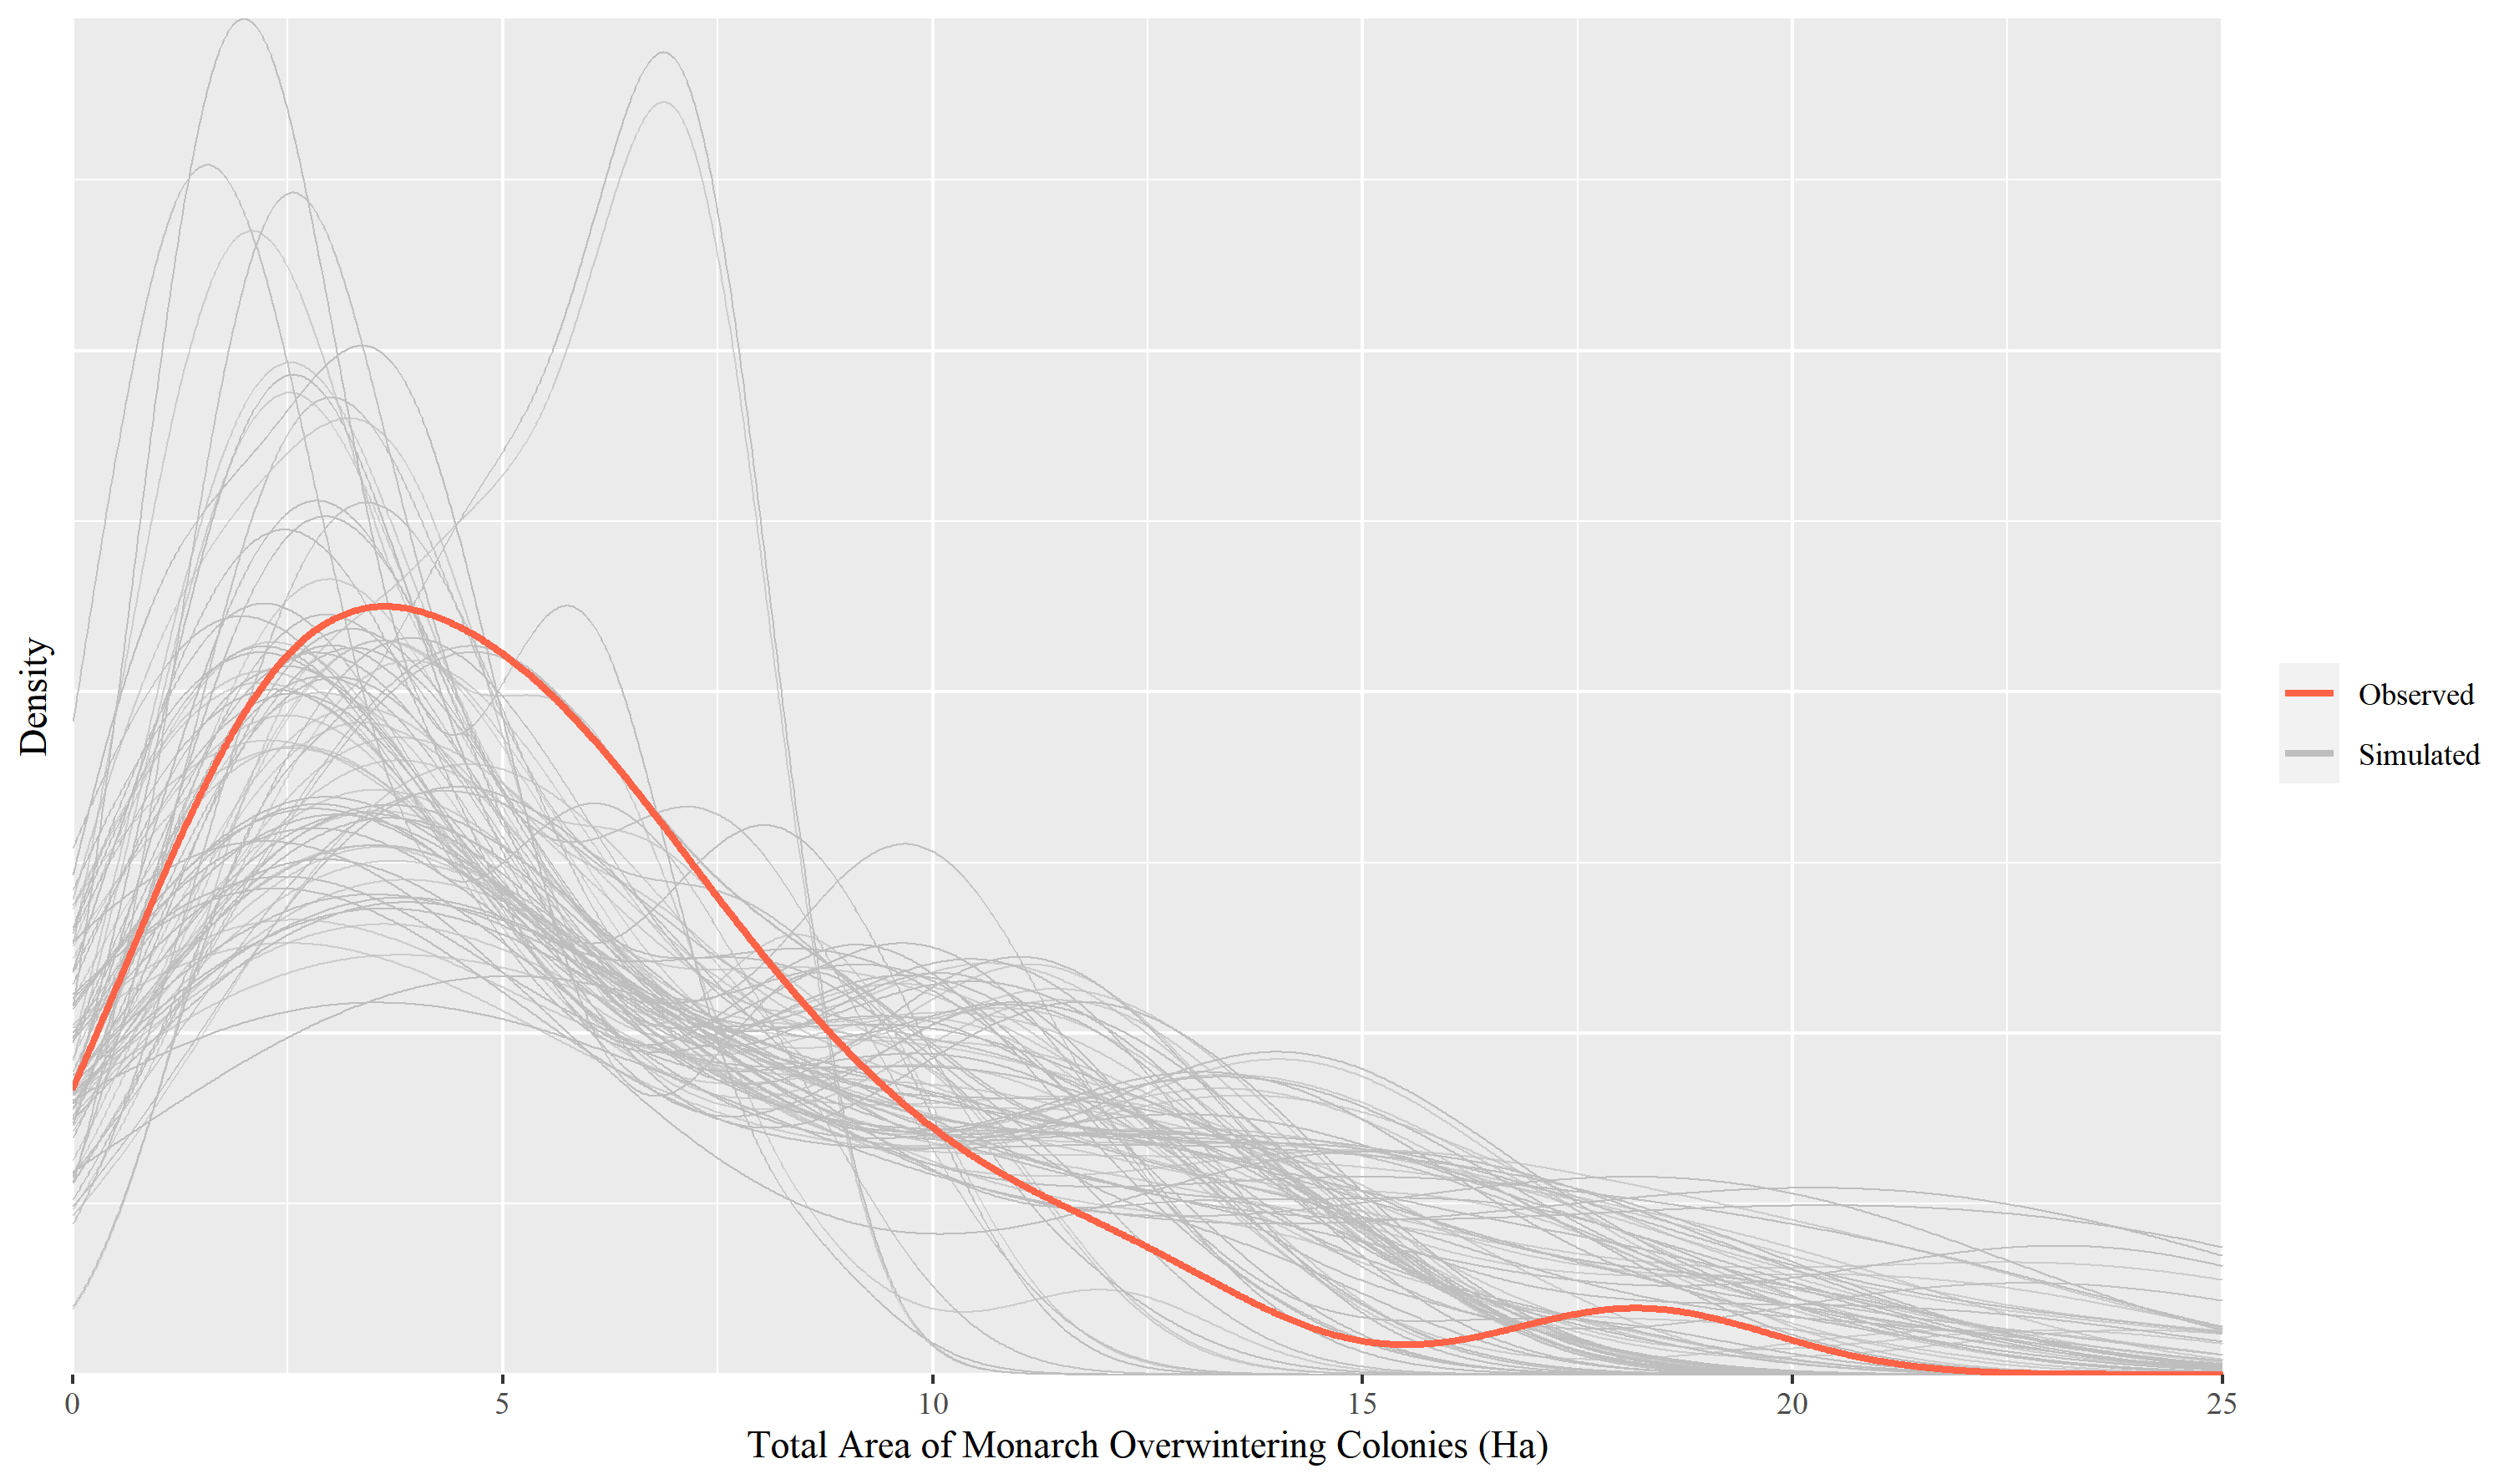 Density
Observed
Simulated
0 5 10 15 20 25
Total Area of Monarch Overwintering Colonies (Ha)